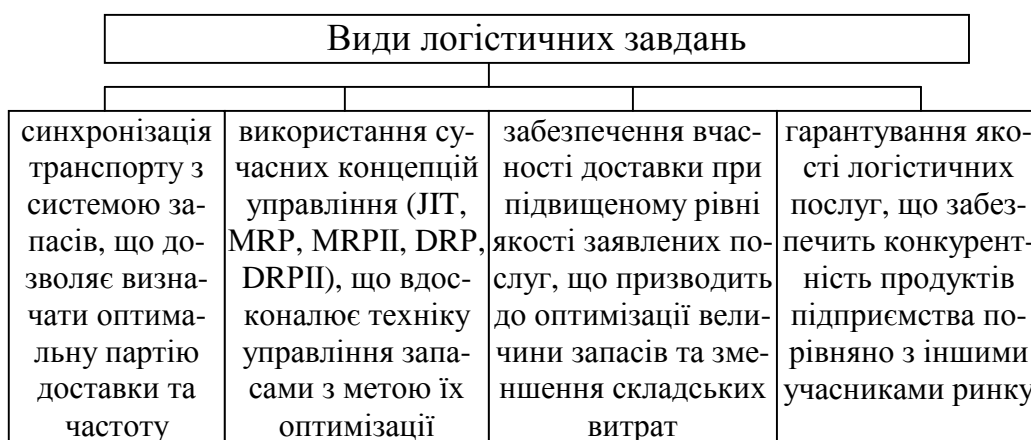 Види логістичних завдань
синхронізація
транспорту з
системою за-
пасів, що до-
зволяє визна-
чати оптима-
льну партію
доставки та
частоту
використання су-
часних концепцій
управління (JIT,
MRP, MRPII, DRP,
DRPII), що вдос-
коналює техніку
управління запа-
сами з метою їх
оптимізації
забезпечення вчас-
ності доставки при
підвищеному рівні
якості заявлених по-
слуг, що призводить
до оптимізації вели-
чини запасів та зме-
ншення складських
витрат
гарантування яко-
сті логістичних
послуг, що забез-
печить конкурент-
ність продуктів
підприємства по-
рівняно з іншими
учасниками ринку